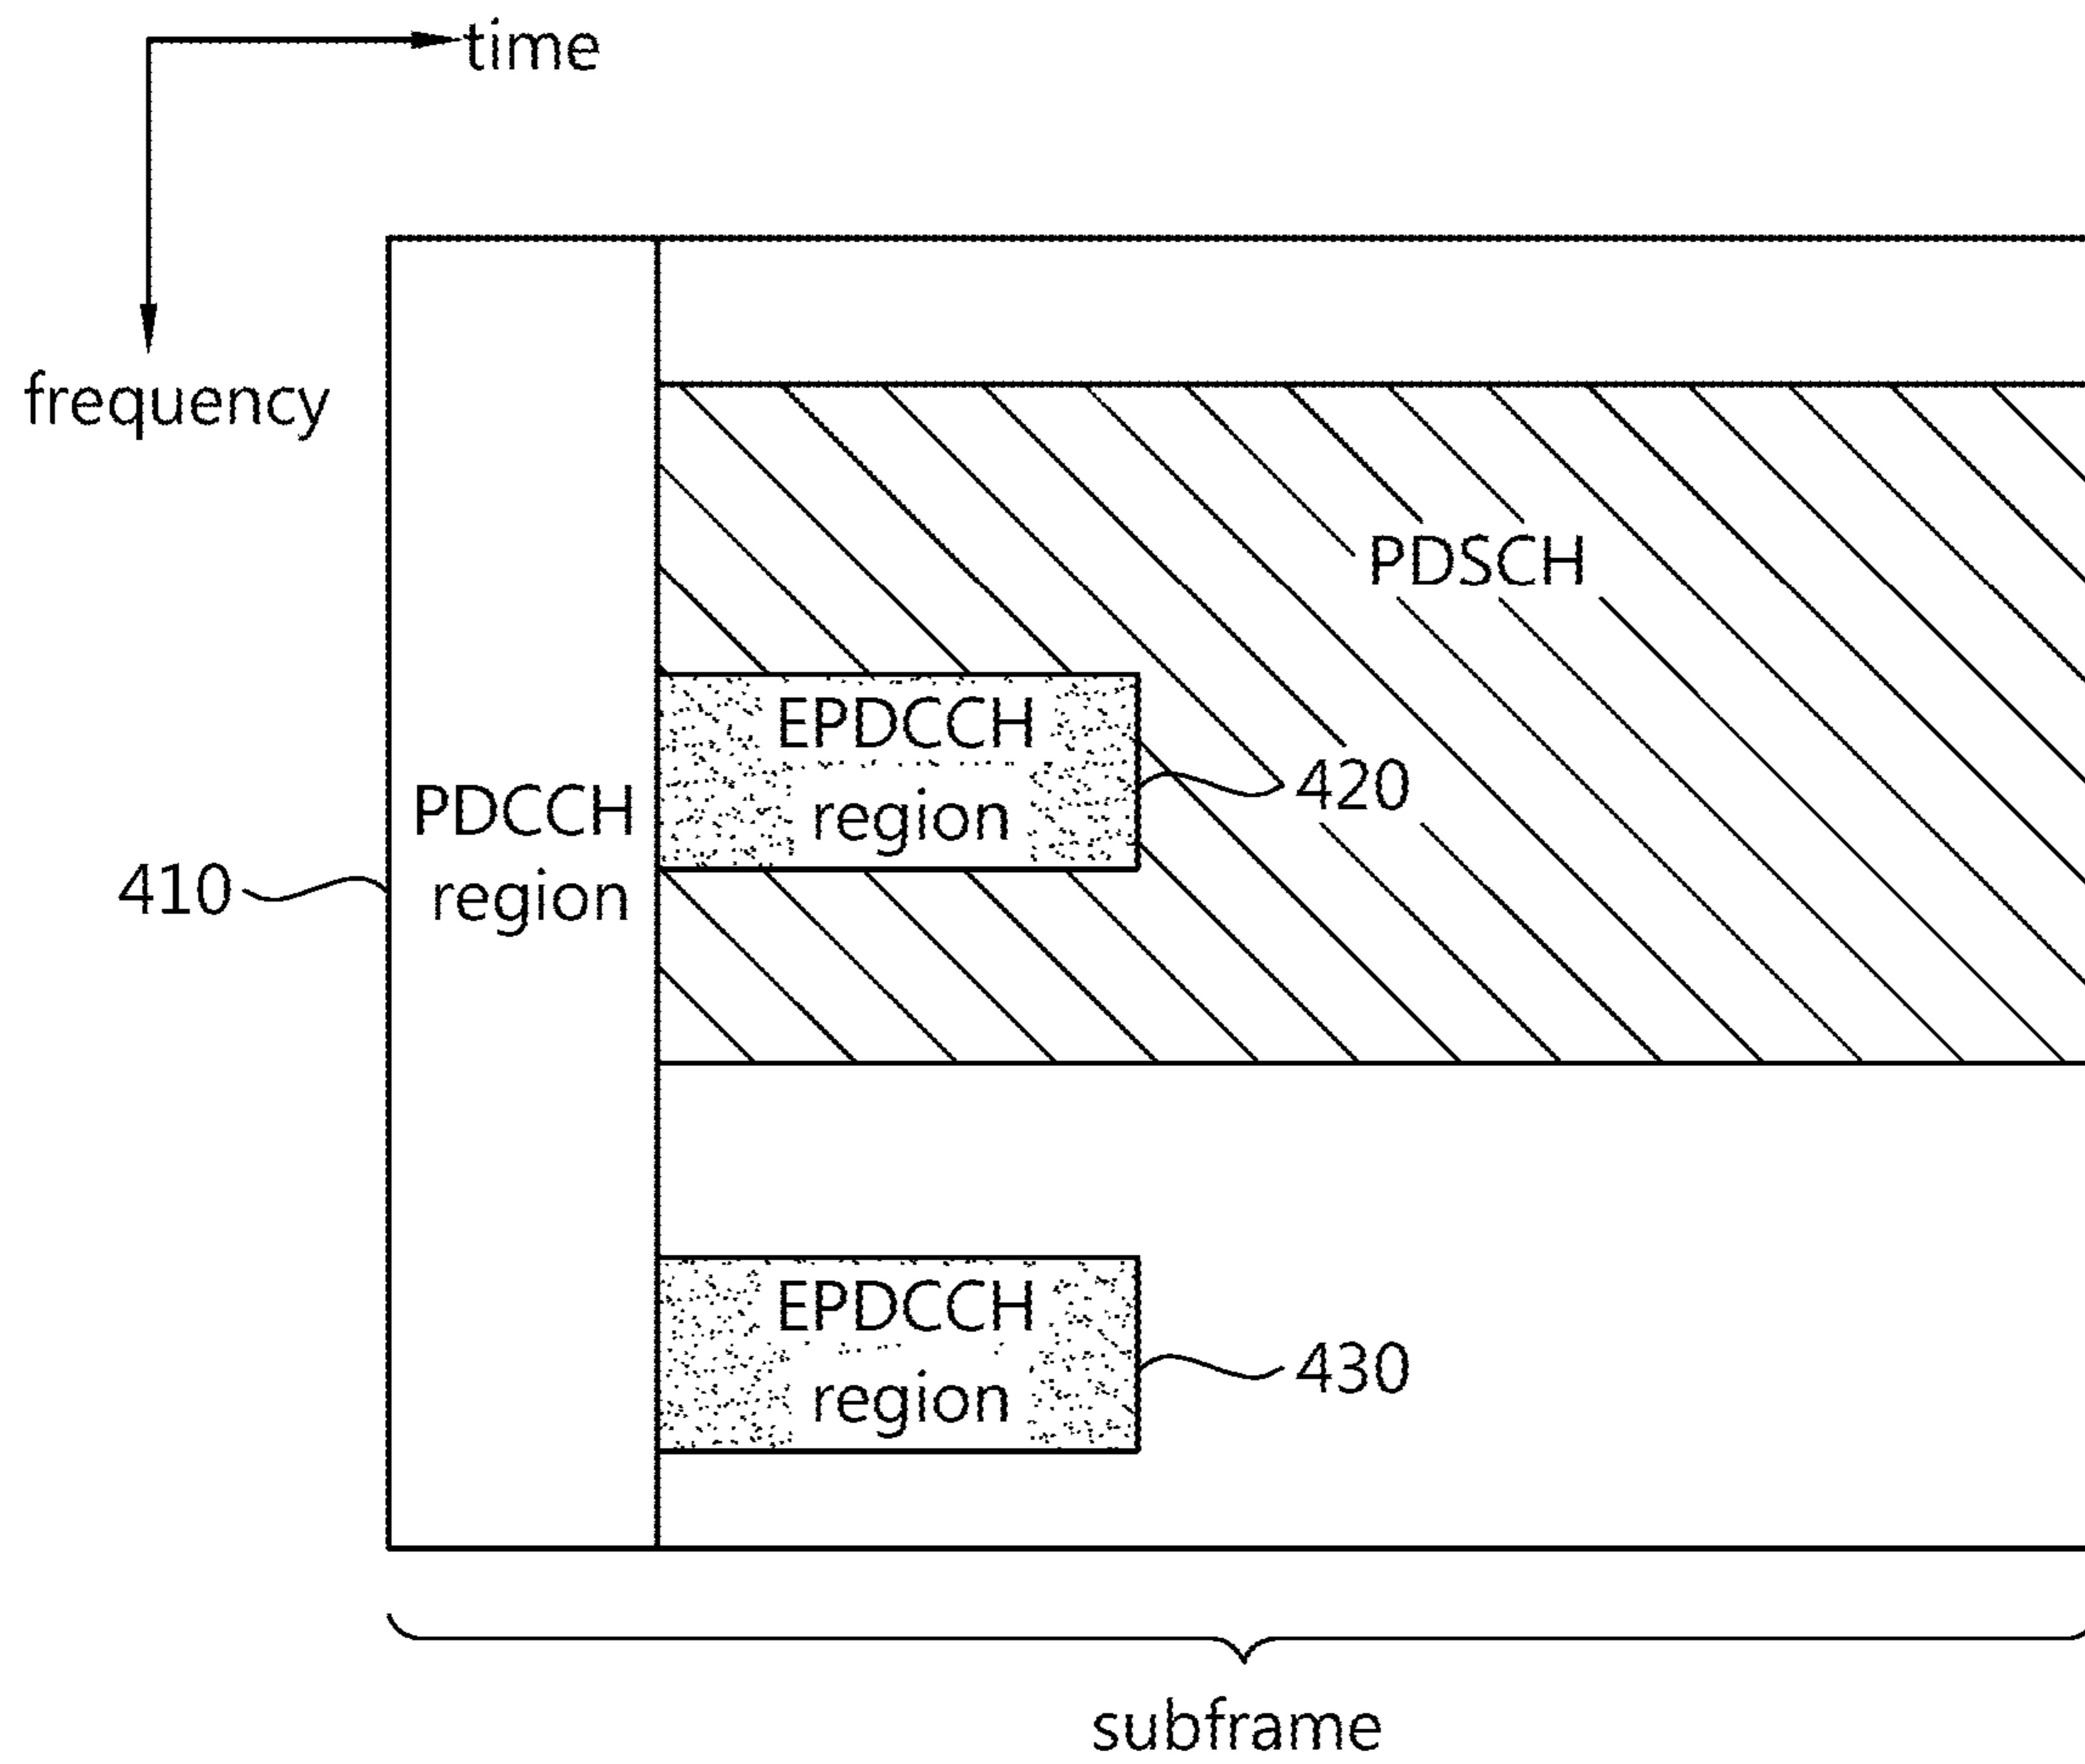 time
frequency
PDSCH
EPDCCH
region
420
PDCCH
region
410
EPDCCH
region
430
subframe